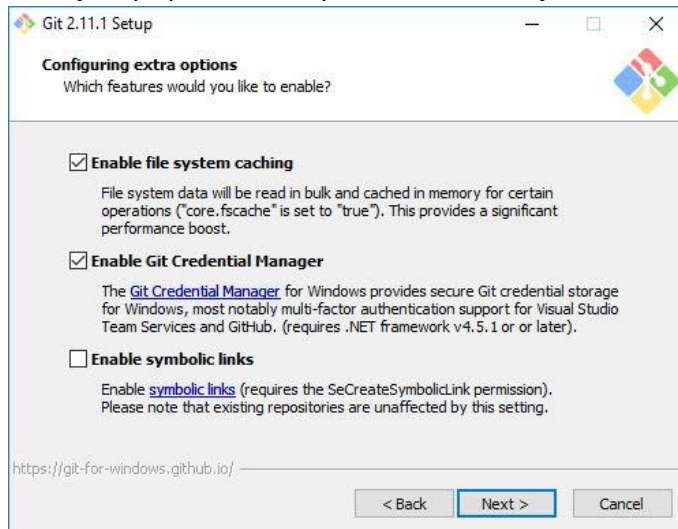 Git 2.11.1 Setup
Configuring extra options
Which features would you like to enable?
Enable file system caching
File system data will be read in bulk and cached in memory for certain
operations ("core.fscache" is set to "true"). This provides a significant
performance boost.
Enable Git Credential Manager
The Git Credential Manager for Windows provides secure Git credential storage
for Windows, most notably multi-factor authentication support for Visual Studio
Team Services and GitHub. (requires .NET framework v4.5.1 or or later).
Enable symbolic links
Enable symbolic links (requires the SeCreateSymbolicLink permission).
Please note that existing repositories are unaffected by this setting.
https://git-for-windows.github.io/
< Back Next > Cancel